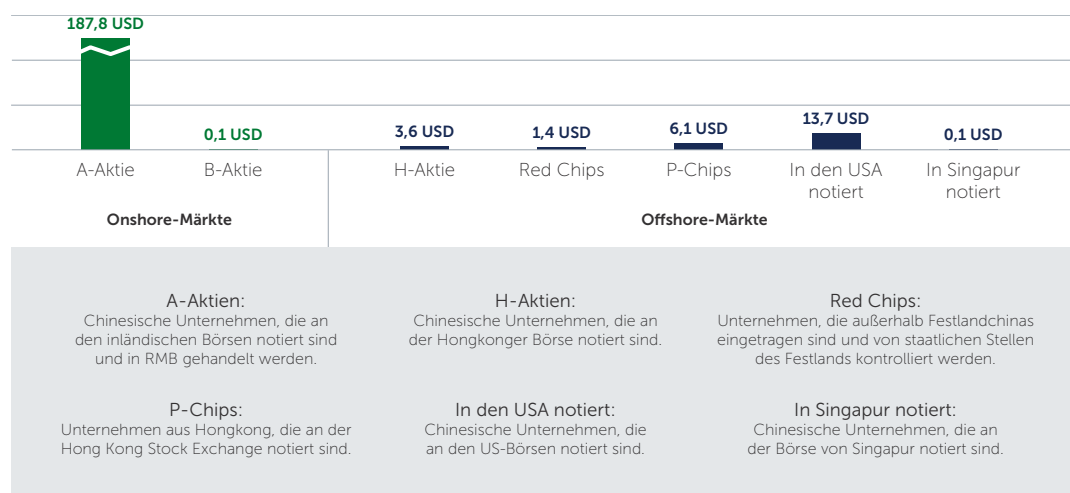 187,8 USD
0,1 USD
3,6 USD
1,4 USD
6,1 USD
13,7 USD
0,1 USD
A-Aktie
B-Aktie
H-Aktie
Red Chips
P-Chips
In den USA
notiert
In Singapur
notiert
Onshore-Märkte
Offshore-Märkte
A-Aktien:
Chinesische Unternehmen, die an
den inländischen Börsen notiert sind
und in RMB gehandelt werden.
H-Aktien:
Chinesische Unternehmen, die an
der Hongkonger Börse notiert sind.
Red Chips:
Unternehmen, die außerhalb Festlandchinas
eingetragen sind und von staatlichen Stellen
des Festlands kontrolliert werden.
P-Chips:
Unternehmen aus Hongkong, die an der
Hong Kong Stock Exchange notiert sind.
In den USA notiert:
Chinesische Unternehmen, die
an den US-Börsen notiert sind.
In Singapur notiert:
Chinesische Unternehmen, die an
der Börse von Singapur notiert sind.